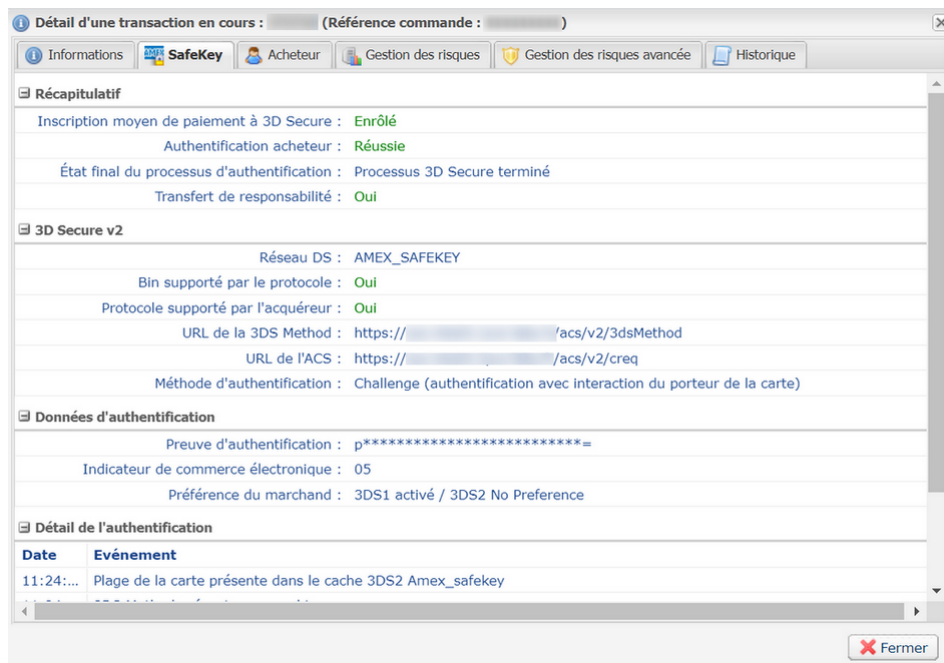 Détail d'une transaction en cours : (Référence commande : )
Informations AMEX SafeKey Acheteur Gestion des risques Gestion des risques avancée Historique
Récapitulatif
Inscription moyen de paiement à 3D Secure : Enrôlé
Authentification acheteur : Réussie
État final du processus d'authentification : Processus 3D Secure terminé
Transfert de responsabilité : Oui
3D Secure v2
Réseau DS : AMEX_SAFEKEY
Bin supporté par le protocole : Oui
Protocole supporté par l'acquéreur : Oui
URL de la 3DS Method : https:// /acs/v2/3dsMethod
URL de l'ACS : https:// /acs/v2/creq
Méthode d'authentification : Challenge (authentification avec interaction du porteur de la carte)
Données d'authentification
Preuve d'authentification : p**************************=
Indicateur de commerce électronique : 05
Préférence du marchand : 3DS1 activé / 3DS2 No Preference
Détail de l'authentification
Date Evénement
11:24:... Plage de la carte présente dans le cache 3DS2 Amex_safekey
Fermer